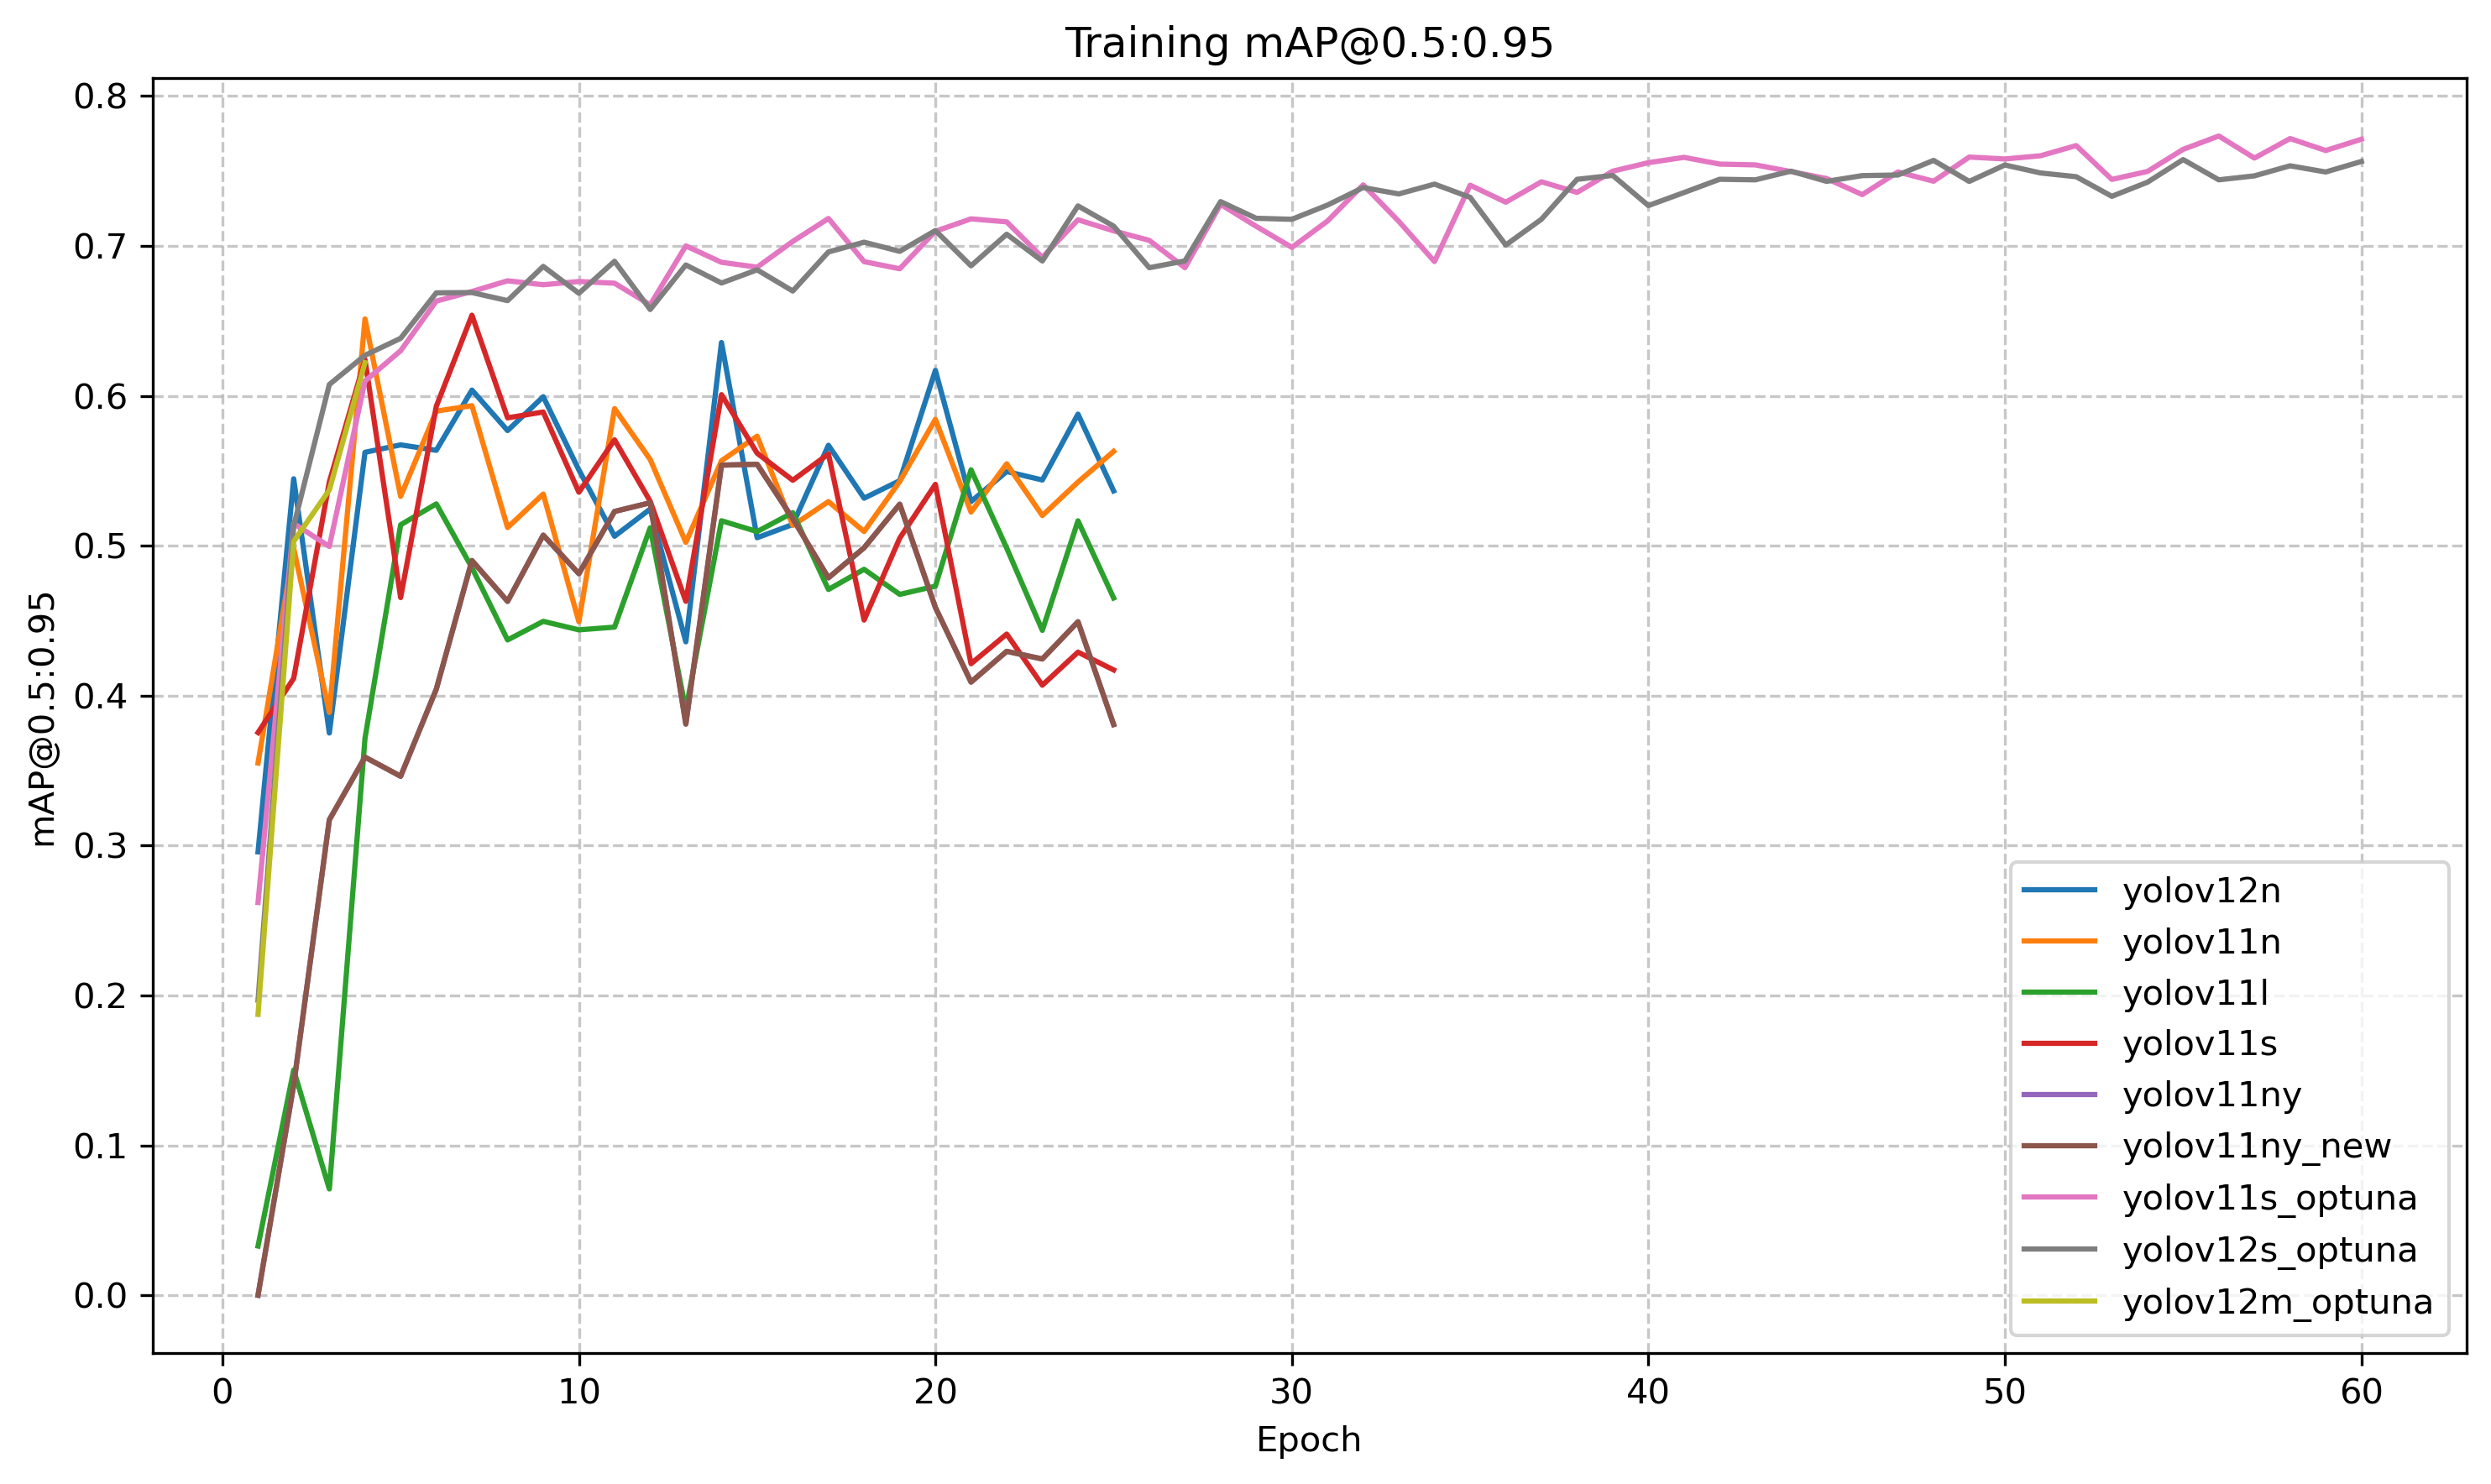 Training mAP@0.5:0.95
mAP@0.5:0.95
0.8
0.7
0.6
0.5
0.4
0.3
0.2
0.1
0.0
0 10 20 30 40 50 60
Epoch
yolov12n
yolov11n
yolov11l
yolov11s
yolov11ny
yolov11ny_new
yolov11s_optuna
yolov12s_optuna
yolov12m_optuna